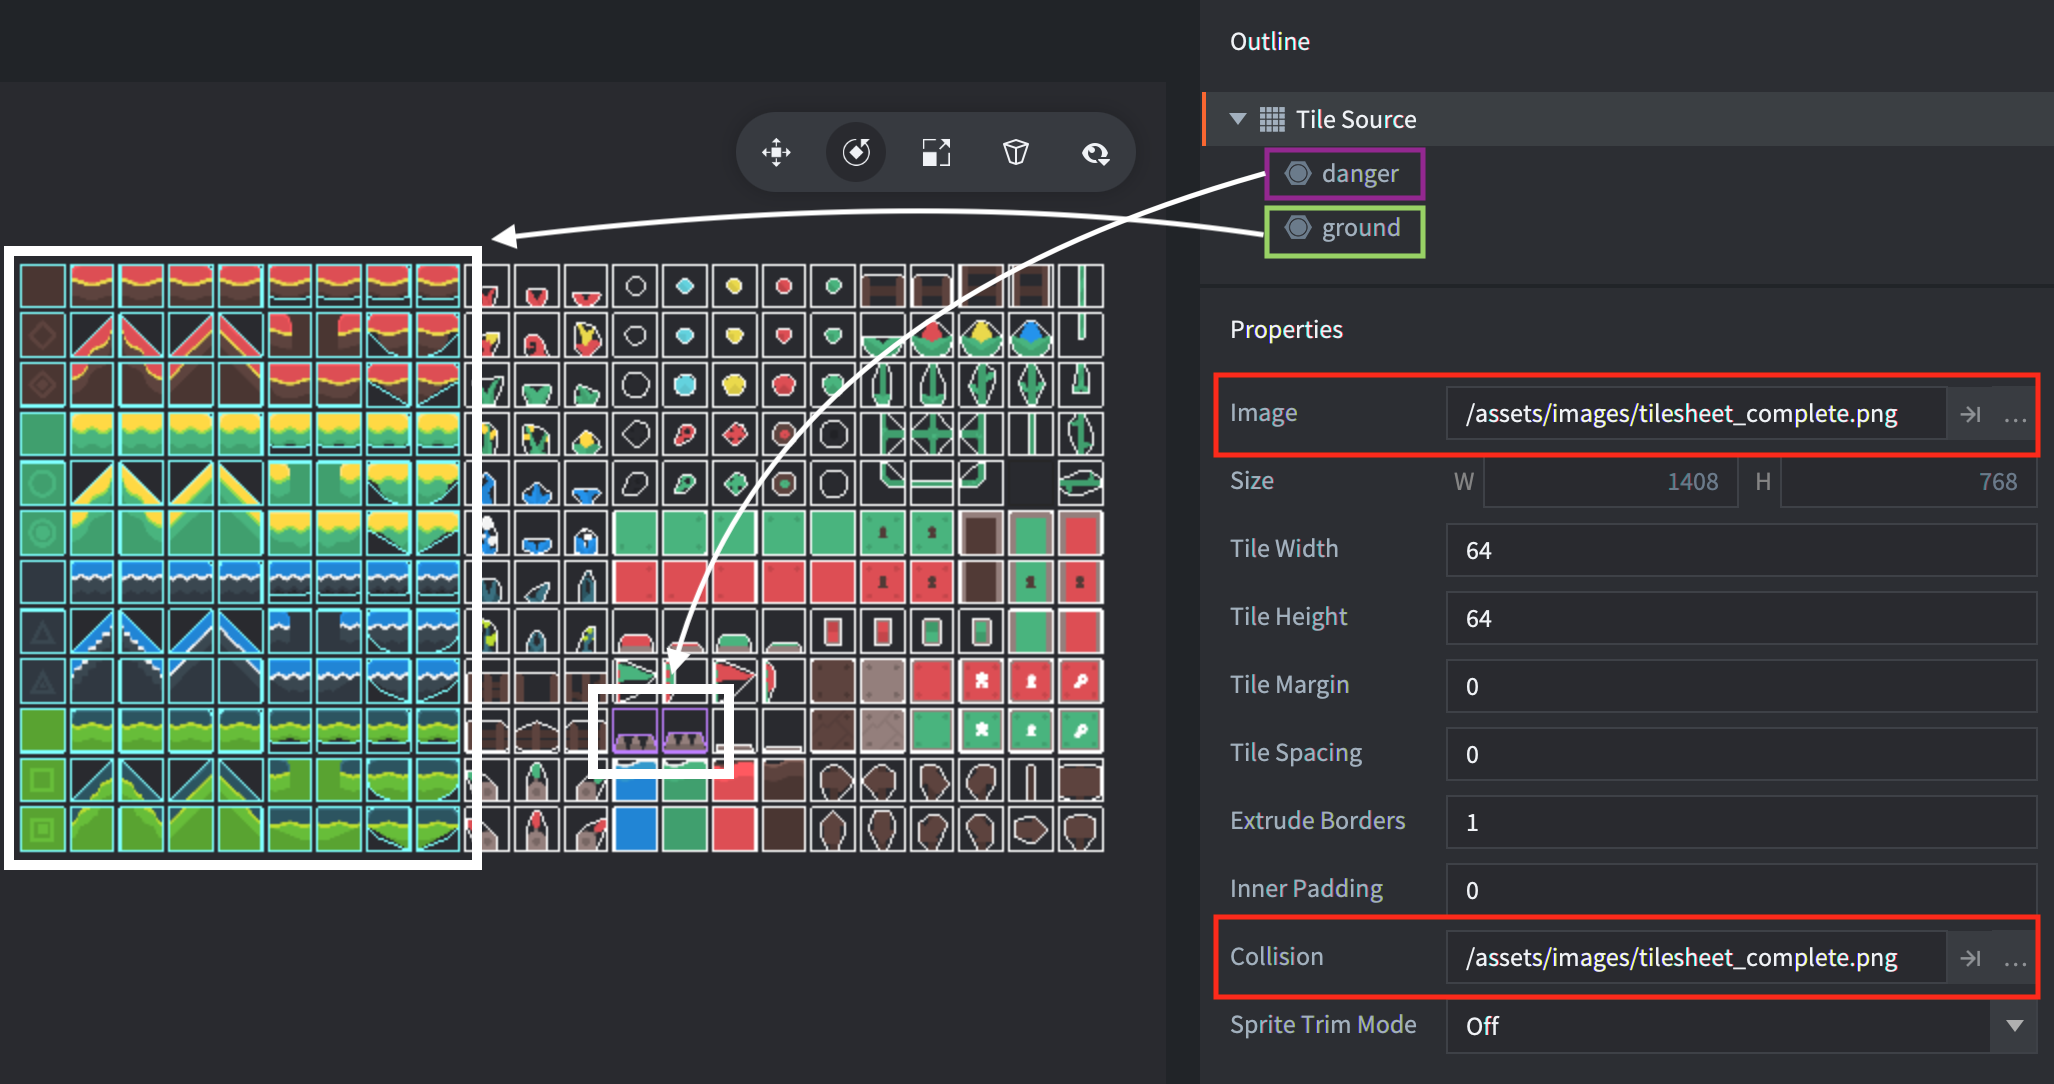 Outline
Tile Source
danger
ground
Properties
Image /assets/images/tilesheet_complete.png ...
Size W 1408 H 768
Tile Width 64
Tile Height 64
Tile Margin 0
Tile Spacing 0
Extrude Borders 1
Inner Padding 0
Collision /assets/images/tilesheet_complete.png ...
Sprite Trim Mode Off